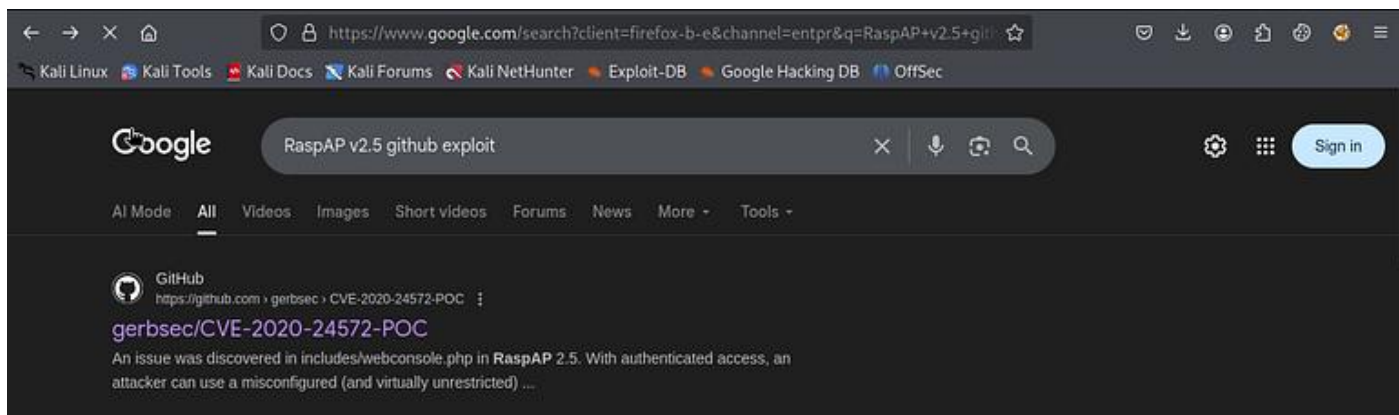 https://www.google.com/search?client=firefox-b-e&channel=entpr&q=RaspAP+v2.5+git
Kali Linux Kali Tools Kali Docs Kali Forums Kali NetHunter Exploit-DB Google Hacking DB OffSec
Google RaspAP v2.5 github exploit Sign in
AI Mode All Videos Images Short videos Forums News More Tools
GitHub
https://github.com › gerbsec › CVE-2020-24572-POC
gerbsec/CVE-2020-24572-POC
An issue was discovered in includes/webconsole.php in RaspAP 2.5. With authenticated access, an
attacker can use a misconfigured (and virtually unrestricted) ...